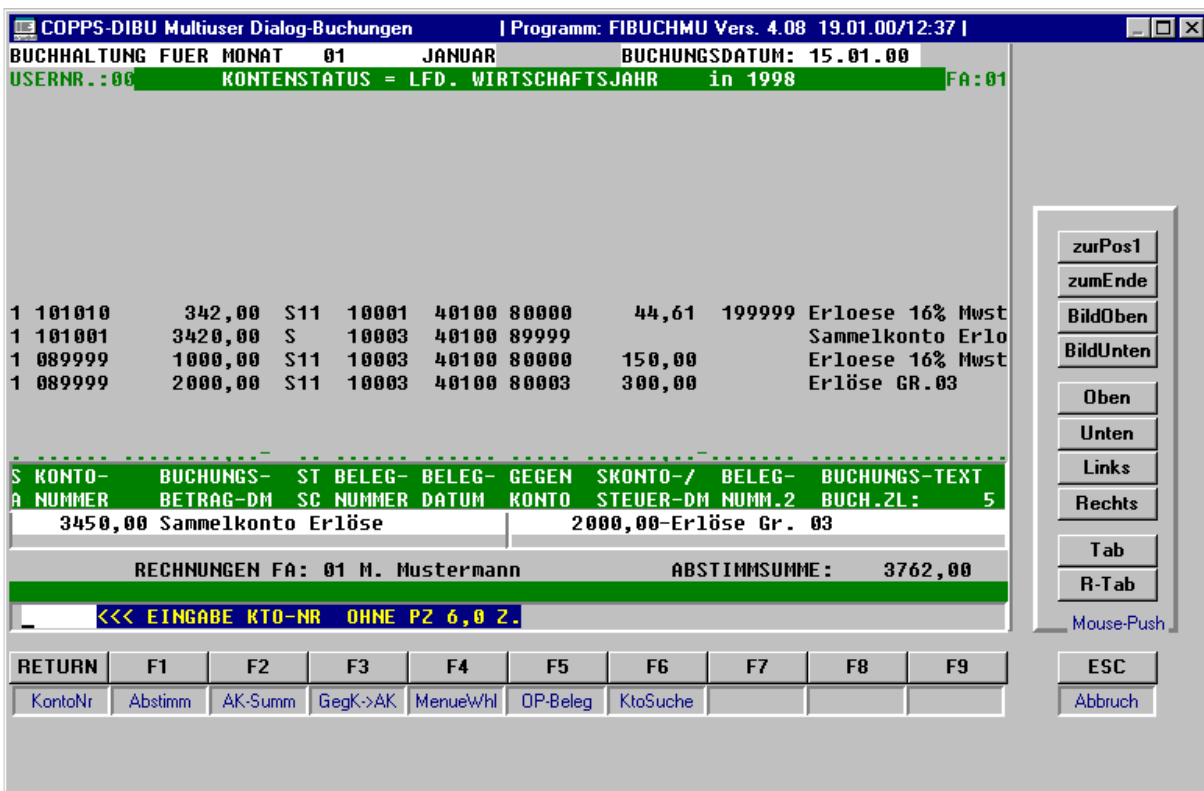 COPPS-DIBU Multiuser Dialog-Buchungen | Programm: FIBUCHMU Vers. 4.08 19.01.00/12:37 |
BUCHHALTUNG FUER MONAT 01 JANUAR BUCHUNGSDATUM: 15.01.00
USERNR.:00 KONTENSTATUS = LFD. WIRTSCHAFTSJAHR in 1998 FA:01
1 101010 342,00 S11 10001 40100 80000 44,61 199999 Erloese 16% Mwst
1 101001 3420,00 S 10003 40100 89999 Sammelkonto Erlo
1 089999 1000,00 S11 10003 40100 80000 150,00 Erloese 16% Mwst
1 089999 2000,00 S11 10003 40100 80003 300,00 Erlöse GR.03
S KONTO- BUCHUNGS- ST BELEG- BELEG- GEGEN SKONTO-/ BELEG- BUCHUNGS-TEXT
A NUMMER BETRAG-DM SC NUMMER DATUM KONTO STEUER-DM NUMM.2 BUCH.ZL: 5
3450,00 Sammelkonto Erlöse 2000,00-Erlöse Gr. 03
RECHNUNGEN FA: 01 M. Mustermann ABSTIMMSUMME: 3762,00
<<< EINGABE KTO-NR OHNE PZ 6,0 Z.
RETURN F1 F2 F3 F4 F5 F6 F7 F8 F9
KontoNr Abstimm AK-Summ GegK->AK MenueWhl OP-Beleg KtoSuche
zurPos1
zumEnde
BildOben
BildUnten
Oben
Unten
Links
Rechts
Tab
R-Tab
Mouse-Push
ESC
Abbruch